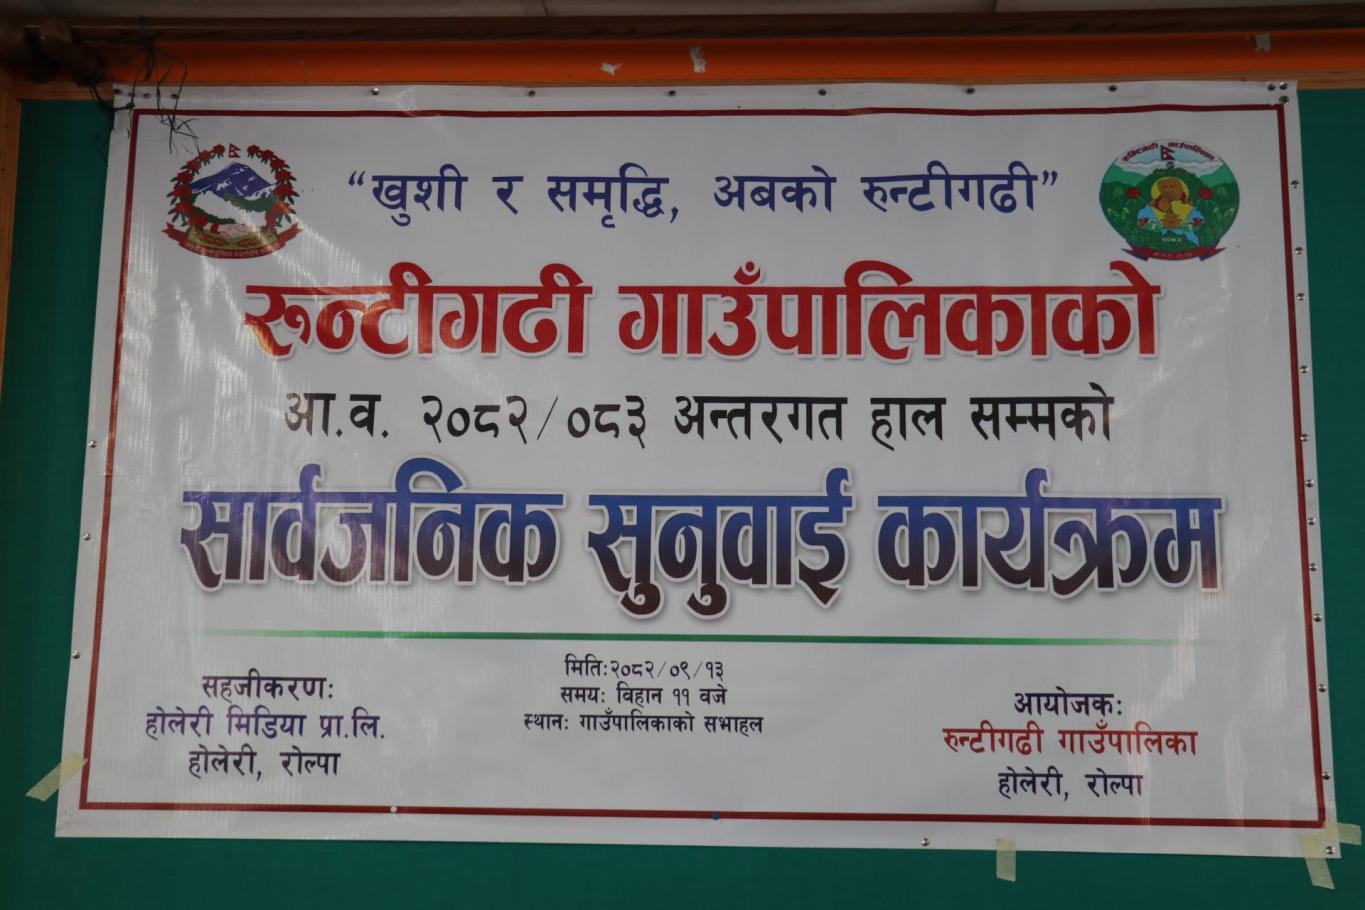 “खुशी र समृद्धि, अबको रुन्टीगढी”
रुन्टीगढी गाउँपालिकाको
आ.व. २०८२/०८३ अन्तरगत हाल सम्मको
सार्वजनिक सुनुवाई कार्यक्रम
सहजीकरण:
होलेरी मिडिया प्रा.लि.
होलेरी, रोल्पा
मिति:२०८२/०९/१३
समय: विहान ११ वजे
स्थान: गाउँपालिकाको सभाहल
आयोजक:
रुन्टीगढी गाउँपालिका
होलेरी, रोल्पा